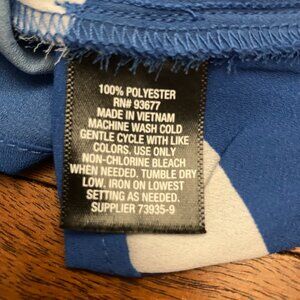 100% POLYESTER
RN# 93677
MADE IN VIETNAM
MACHINE WASH COLD
GENTLE CYCLE WITH LIKE
COLORS. USE ONLY
NON-CHLORINE BLEACH
WHEN NEEDED. TUMBLE DRY
LOW. IRON ON LOWEST
SETTING AS NEEDED.
SUPPLIER 73935-9